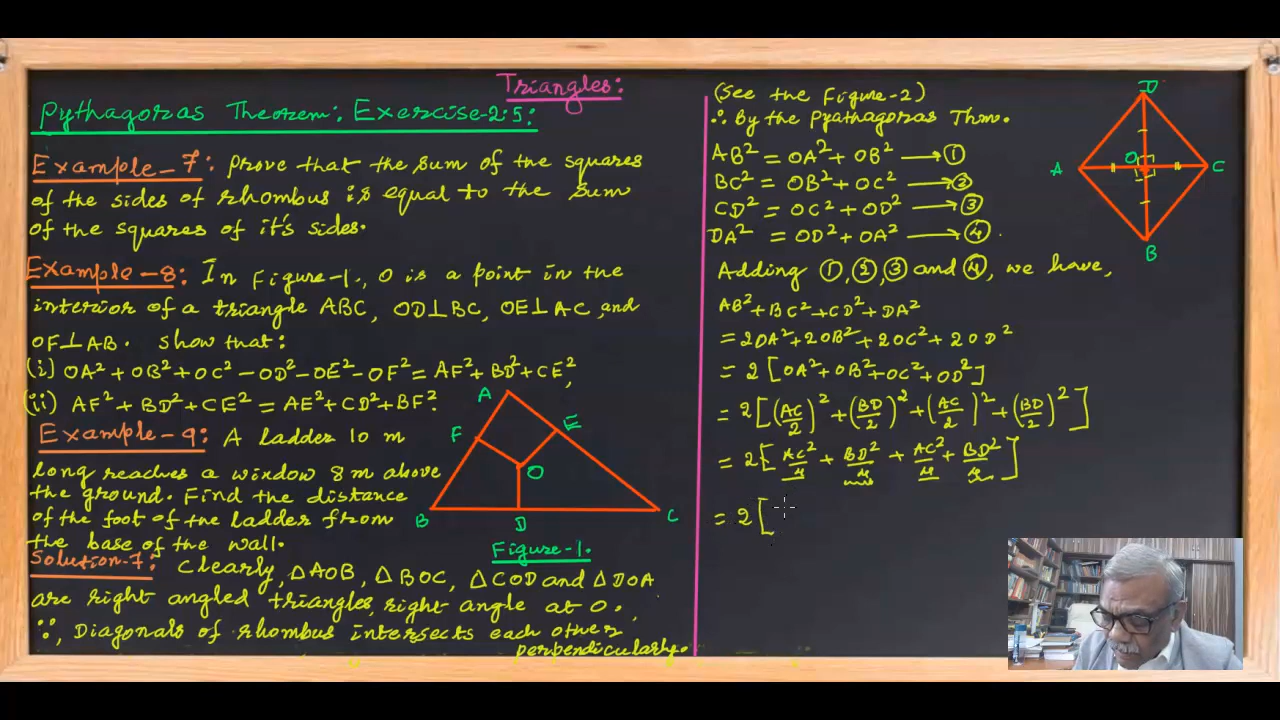 Triangles:
Pythagoras Theorem: Exercise-2.5:
Example-7: Prove that the sum of the squares
of the sides of rhombus is equal to the sum
of the squares of it's sides.
Example-8: In Figure-1, O is a point in the
interior of a triangle ABC, OD⊥BC, OE⊥AC, and
OF⊥AB. show that:
(i) OA²+OB²+OC²-OD²-OE²-OF²=AF²+BD²+CE²,
(ii) AF²+BD²+CE²=AE²+CD²+BF².
Example-9: A ladder 10 m
long reaches a window 8m above
the ground. Find the distance
of the foot of the ladder from
the base of the wall.
A
F
E
O
B
D
C
Figure-1.
Solution-7: Clearly, △AOB, △BOC, △COD and △DOA
are right angled triangles, right angle at O.
∵, Diagonals of rhombus intersects each other
perpendicularly.
(See the Figure-2)
∴ By the Pyathagoras Thm.
AB² = OA²+OB² → ①
BC² = OB²+OC² → ②
CD² = OC²+OD² → ③
DA² = OD²+OA² → ④
Adding ①,②,③ and ④, we have,
AB²+BC²+CD²+DA²
= 2OA²+2OB²+2OC²+2OD²
= 2[OA²+OB²+OC²+OD²]
= 2[(AC/2)²+(BD/2)²+(AC/2)²+(BD/2)²]
= 2[AC²/4+BD²/4+AC²/4+BD²/4]
= 2[
D
A
O
C
B